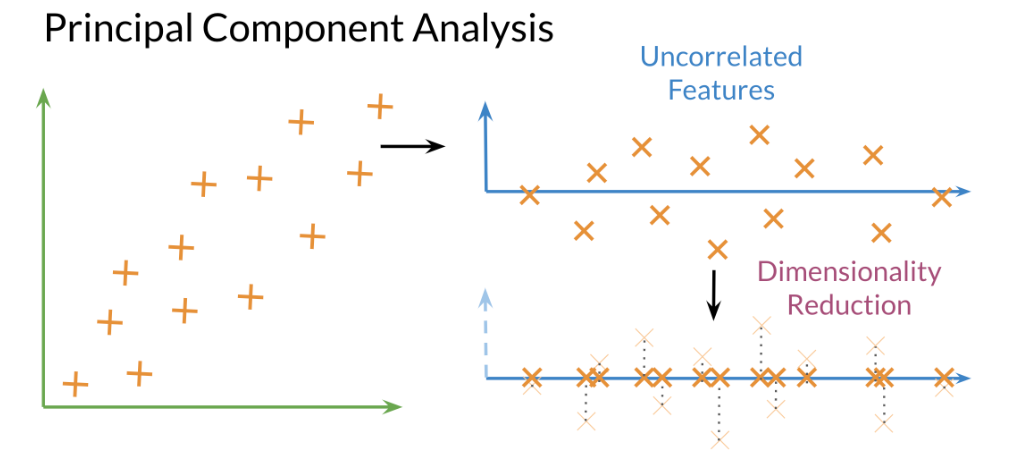 Principal Component Analysis
Uncorrelated
Features
Dimensionality
Reduction